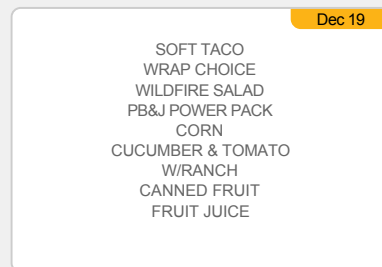 Dec 19
SOFT TACO
WRAP CHOICE
WILDFIRE SALAD
PB&J POWER PACK
CORN
CUCUMBER & TOMATO
W/RANCH
CANNED FRUIT
FRUIT JUICE